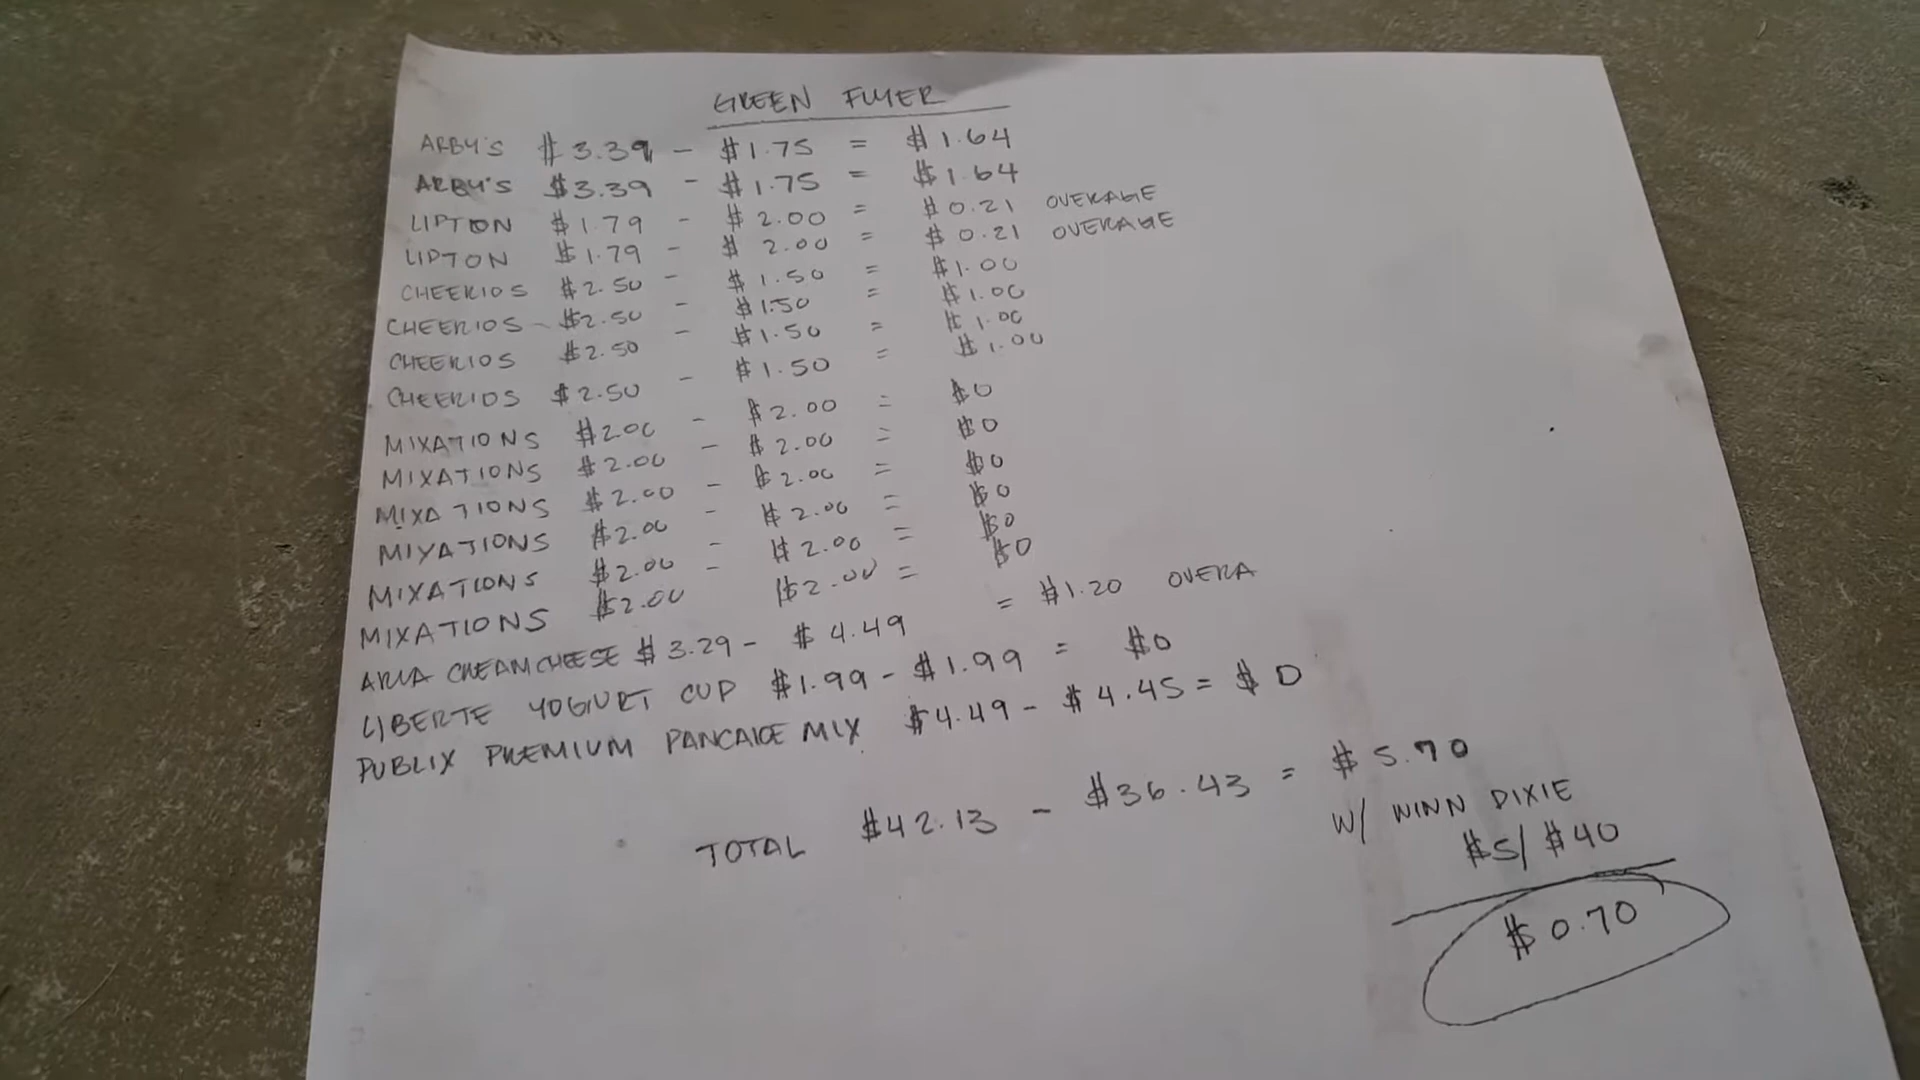 GREEN FLYER
ARBY'S $3.39 - $1.75 = $1.64
ARBY'S $3.39 - $1.75 = $1.64
LIPTON $1.79 - $2.00 = $0.21 OVERAGE
LIPTON $1.79 - $2.00 = $0.21 OVERAGE
CHEERIOS $2.50 - $1.50 = $1.00
CHEERIOS $2.50 - $1.50 = $1.00
CHEERIOS $2.50 - $1.50 = $1.00
CHEERIOS $2.50 - $1.50 = $1.00
MIXATIONS $2.00 - $2.00 = $0
MIXATIONS $2.00 - $2.00 = $0
MIXATIONS $2.00 - $2.00 = $0
MIXATIONS $2.00 - $2.00 = $0
MIXATIONS $2.00 - $2.00 = $0
MIXATIONS $2.00 $2.00 = $0
ARLA CREAMCHEESE $3.29 - $4.49 = $1.20 OVERA
LIBERTE YOGURT CUP $1.99 - $1.99 = $0
PUBLIX PREMIUM PANCAKE MIX $4.49 - $4.45 = $0
TOTAL $42.13 - $36.43 = $5.70
W/ WINN DIXIE
$5/$40
$0.70